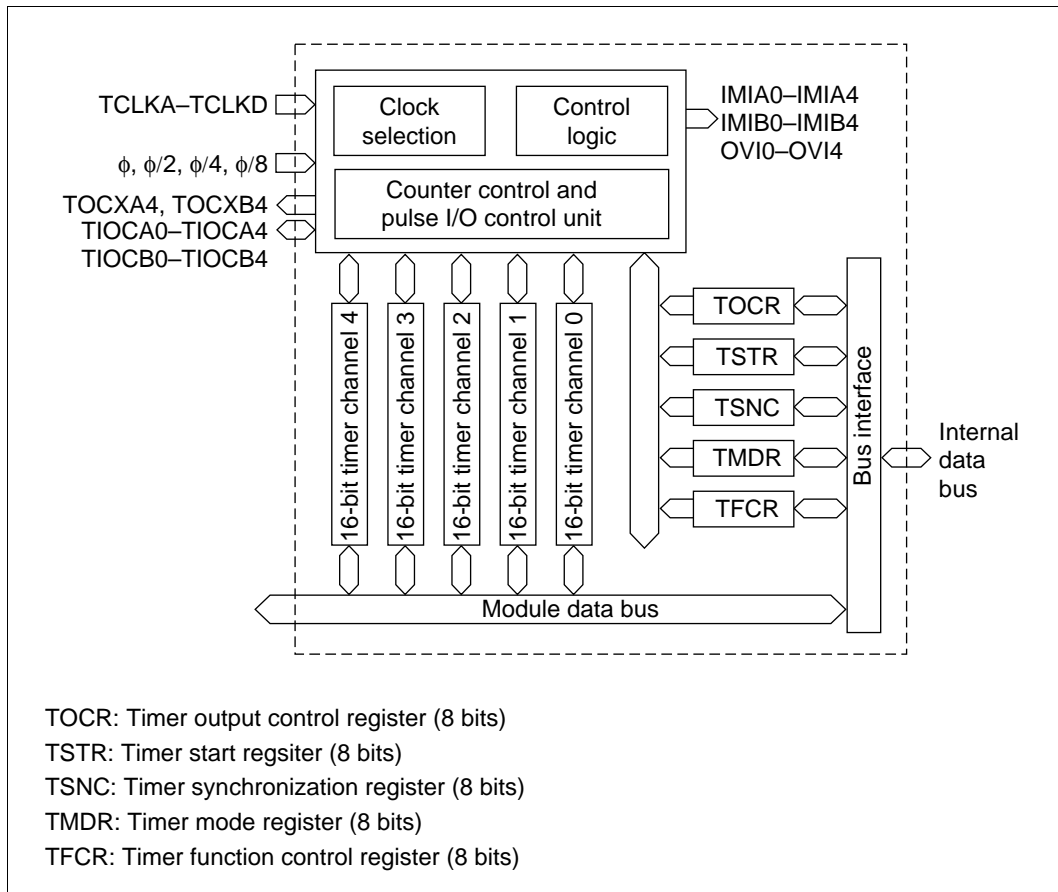 TCLKA–TCLKD
ϕ, ϕ/2, ϕ/4, ϕ/8
TOCXA4, TOCXB4
TIOCA0–TIOCA4
TIOCB0–TIOCB4
Clock
selection
Control
logic
Counter control and
pulse I/O control unit
IMIA0–IMIA4
IMIB0–IMIB4
OVI0–OVI4
16-bit timer channel 4
16-bit timer channel 3
16-bit timer channel 2
16-bit timer channel 1
16-bit timer channel 0
TOCR
TSTR
TSNC
TMDR
TFCR
Bus interface
Internal
data
bus
Module data bus
TOCR: Timer output control register (8 bits)
TSTR: Timer start regsiter (8 bits)
TSNC: Timer synchronization register (8 bits)
TMDR: Timer mode register (8 bits)
TFCR: Timer function control register (8 bits)